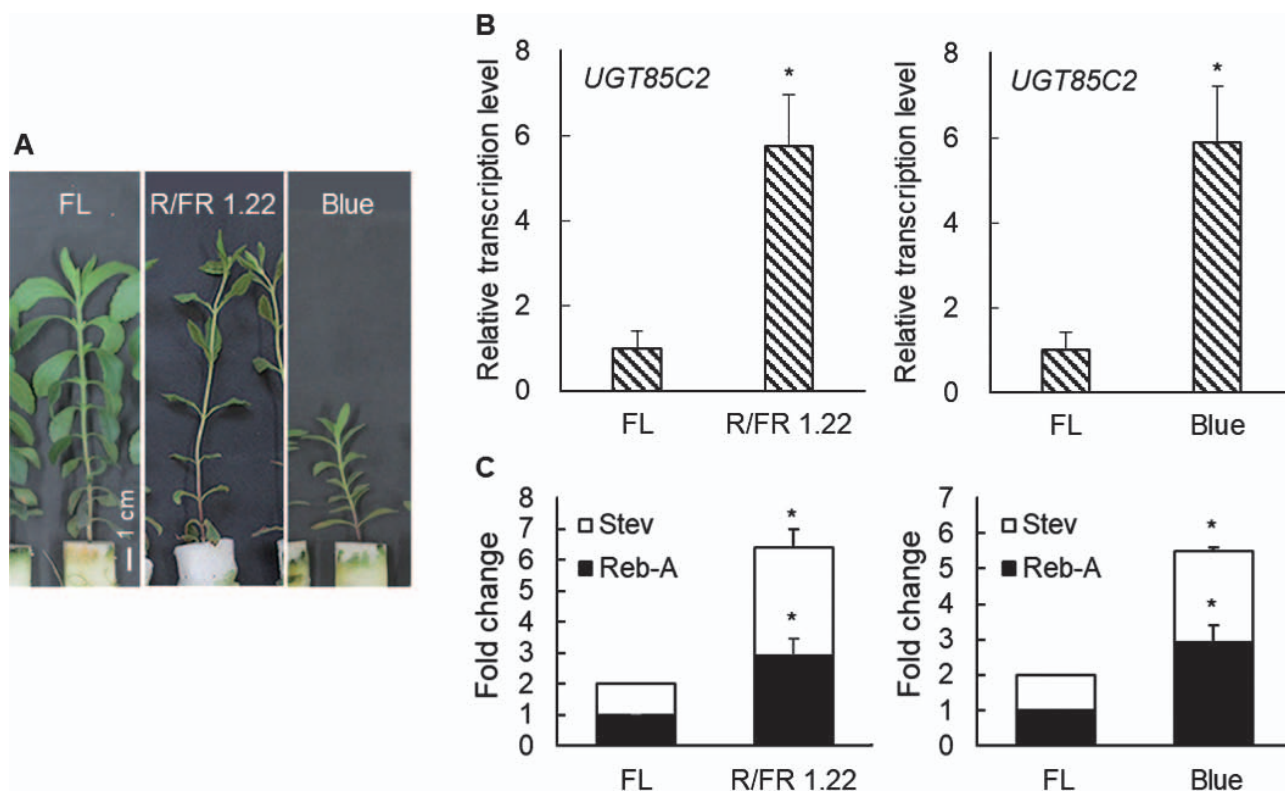 A
FL
R/FR 1.22
Blue
1 cm
B
Relative transcription level
8
6
4
2
0
UGT85C2
*
FL
R/FR 1.22
Relative transcription level
8
6
4
2
0
UGT85C2
*
FL
Blue
C
Fold change
8
7
6
5
4
3
2
1
0
Stev
Reb-A
*
*
FL
R/FR 1.22
Fold change
7
6
5
4
3
2
1
0
Stev
Reb-A
*
*
FL
Blue